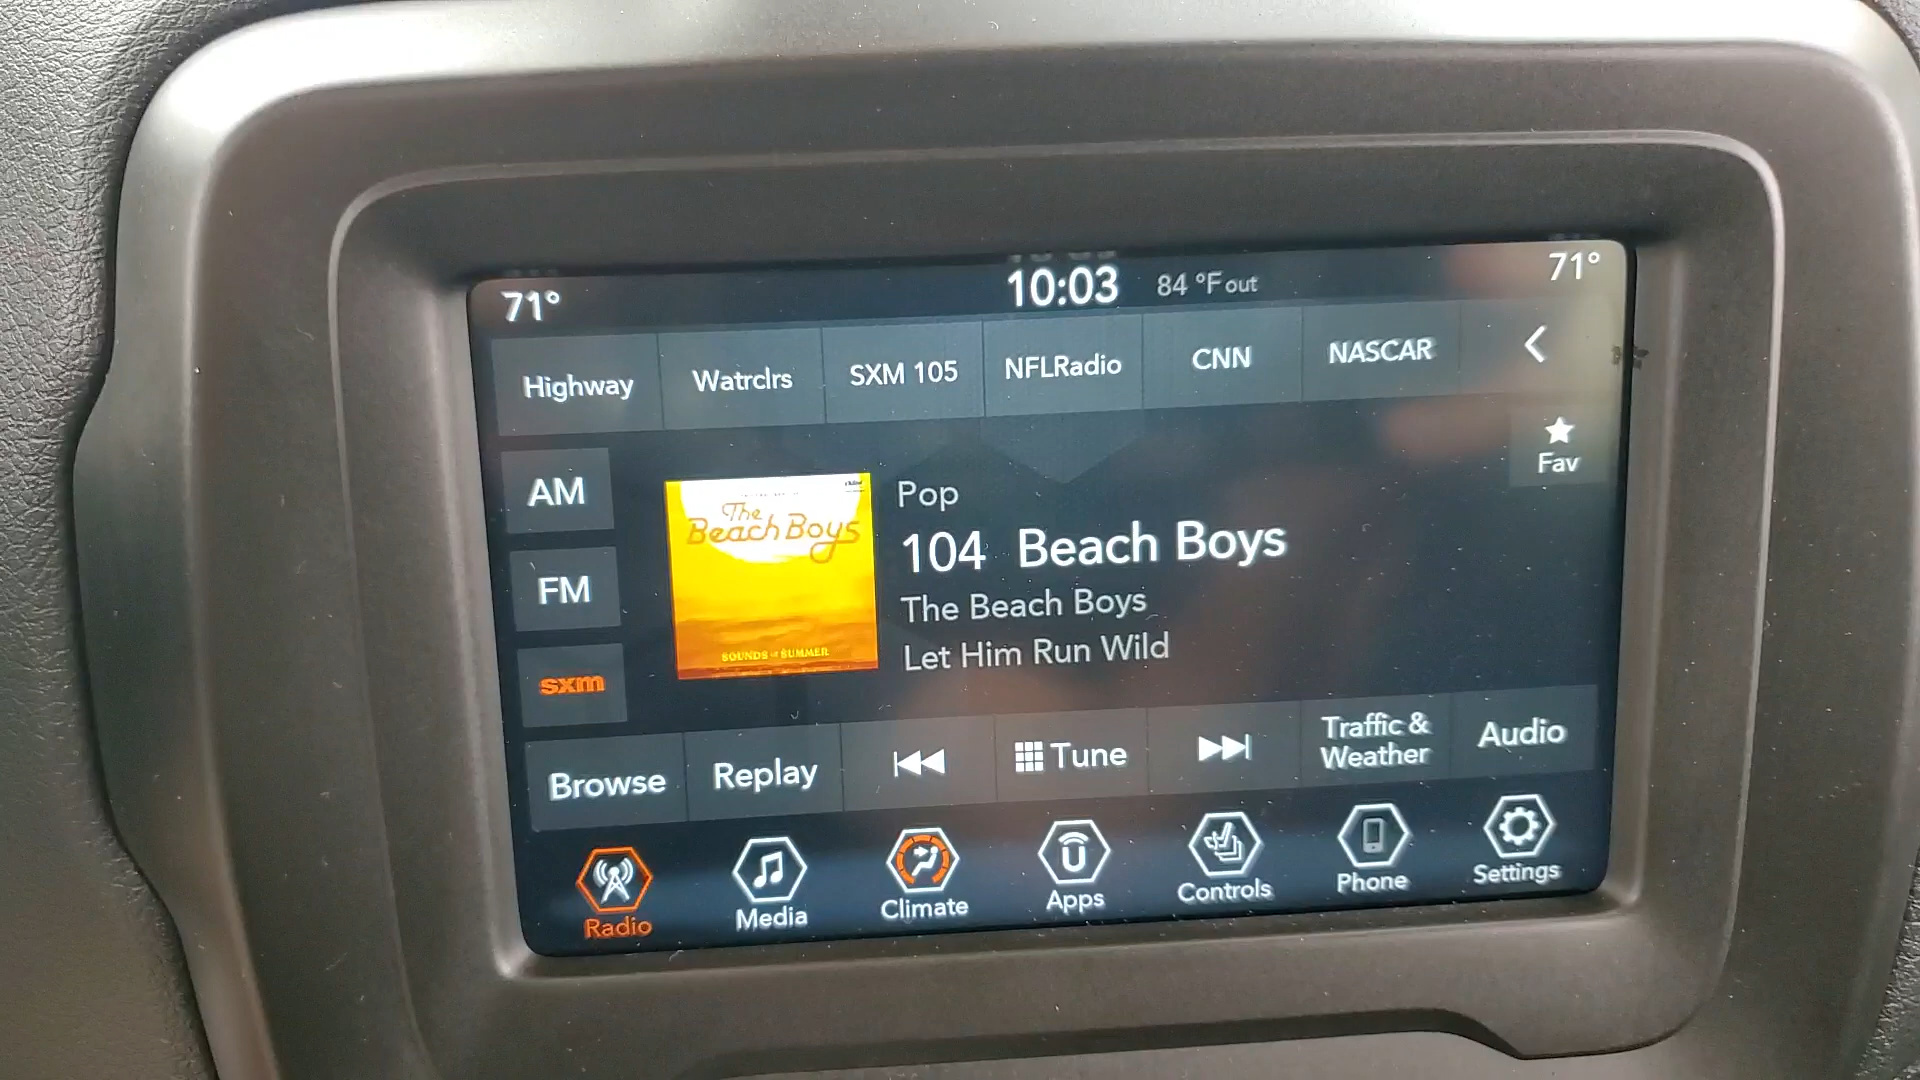 71°
10:03
84 °F out
71°
Highway
Watrclrs
SXM 105
NFLRadio
CNN
NASCAR
Fav
AM
FM
sxm
The
Beach Boys
SOUNDS OF SUMMER
Pop
104 Beach Boys
The Beach Boys
Let Him Run Wild
Browse
Replay
Tune
Traffic &
Weather
Audio
Radio
Media
Climate
Apps
Controls
Phone
Settings